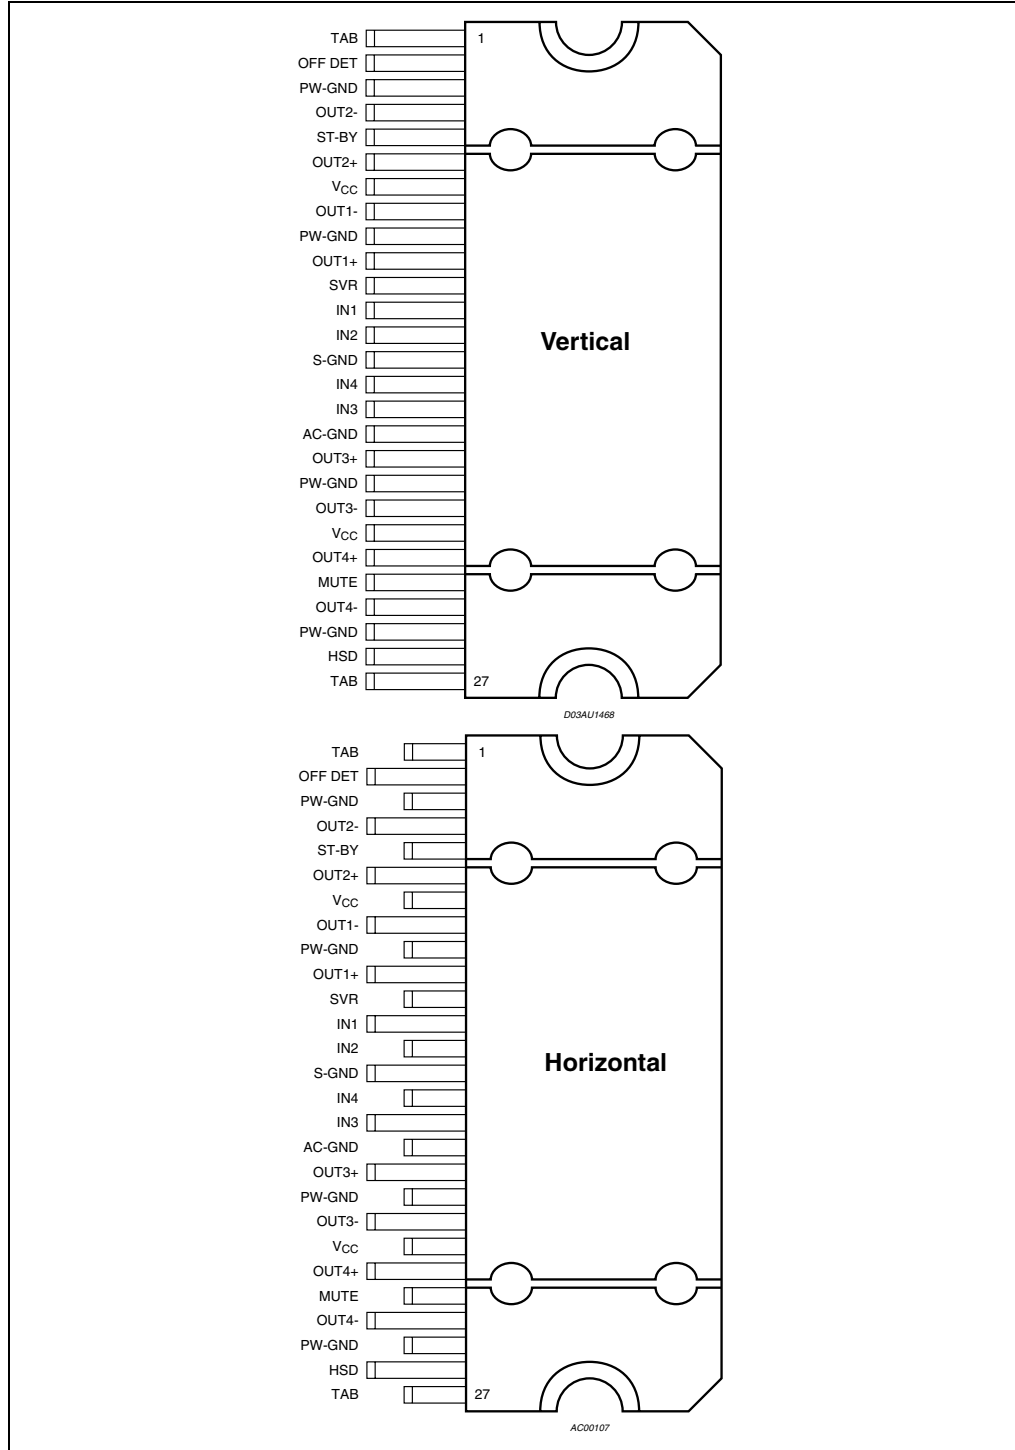 TAB 1
OFF DET
PW-GND
OUT2-
ST-BY
OUT2+
VCC
OUT1-
PW-GND
OUT1+
SVR
IN1
IN2
Vertical
S-GND
IN4
IN3
AC-GND
OUT3+
PW-GND
OUT3-
VCC
OUT4+
MUTE
OUT4-
PW-GND
HSD
TAB 27
D03AU1468
TAB 1
OFF DET
PW-GND
OUT2-
ST-BY
OUT2+
VCC
OUT1-
PW-GND
OUT1+
SVR
IN1
IN2
Horizontal
S-GND
IN4
IN3
AC-GND
OUT3+
PW-GND
OUT3-
VCC
OUT4+
MUTE
OUT4-
PW-GND
HSD
TAB 27
AC00107